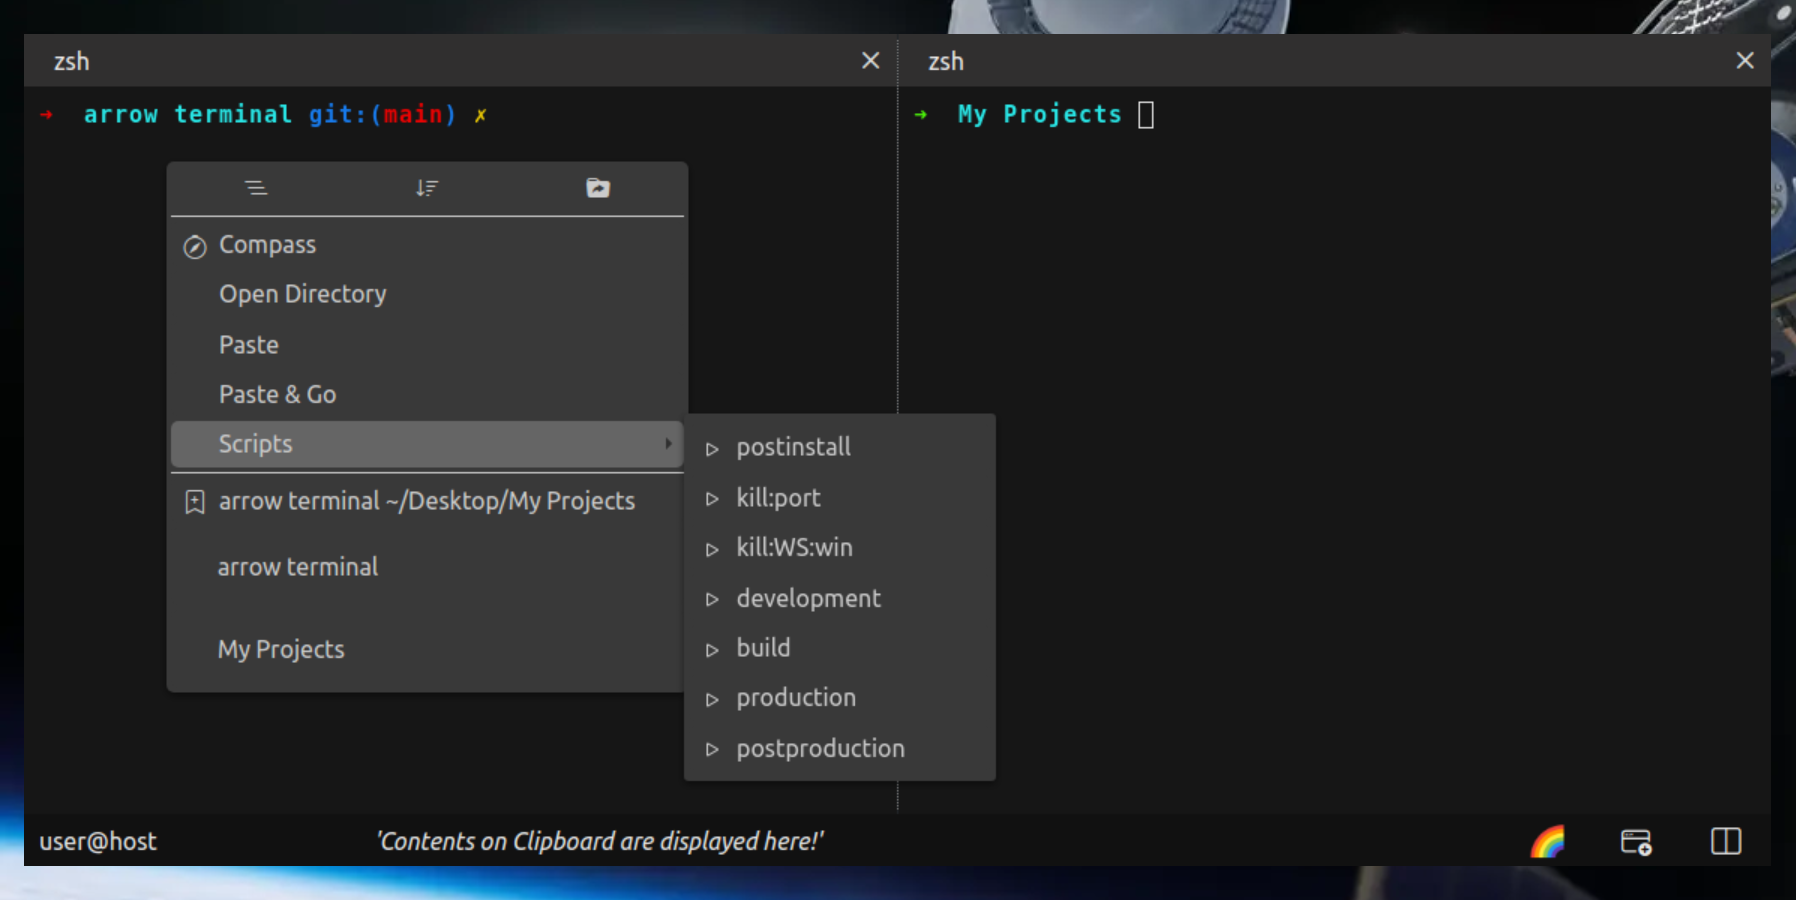 zsh
zsh
➜ arrow terminal git:(main) ✗
➜ My Projects
Compass
Open Directory
Paste
Paste & Go
Scripts
arrow terminal ~/Desktop/My Projects
arrow terminal
My Projects
postinstall
kill:port
kill:WS:win
development
build
production
postproduction
user@host
'Contents on Clipboard are displayed here!'